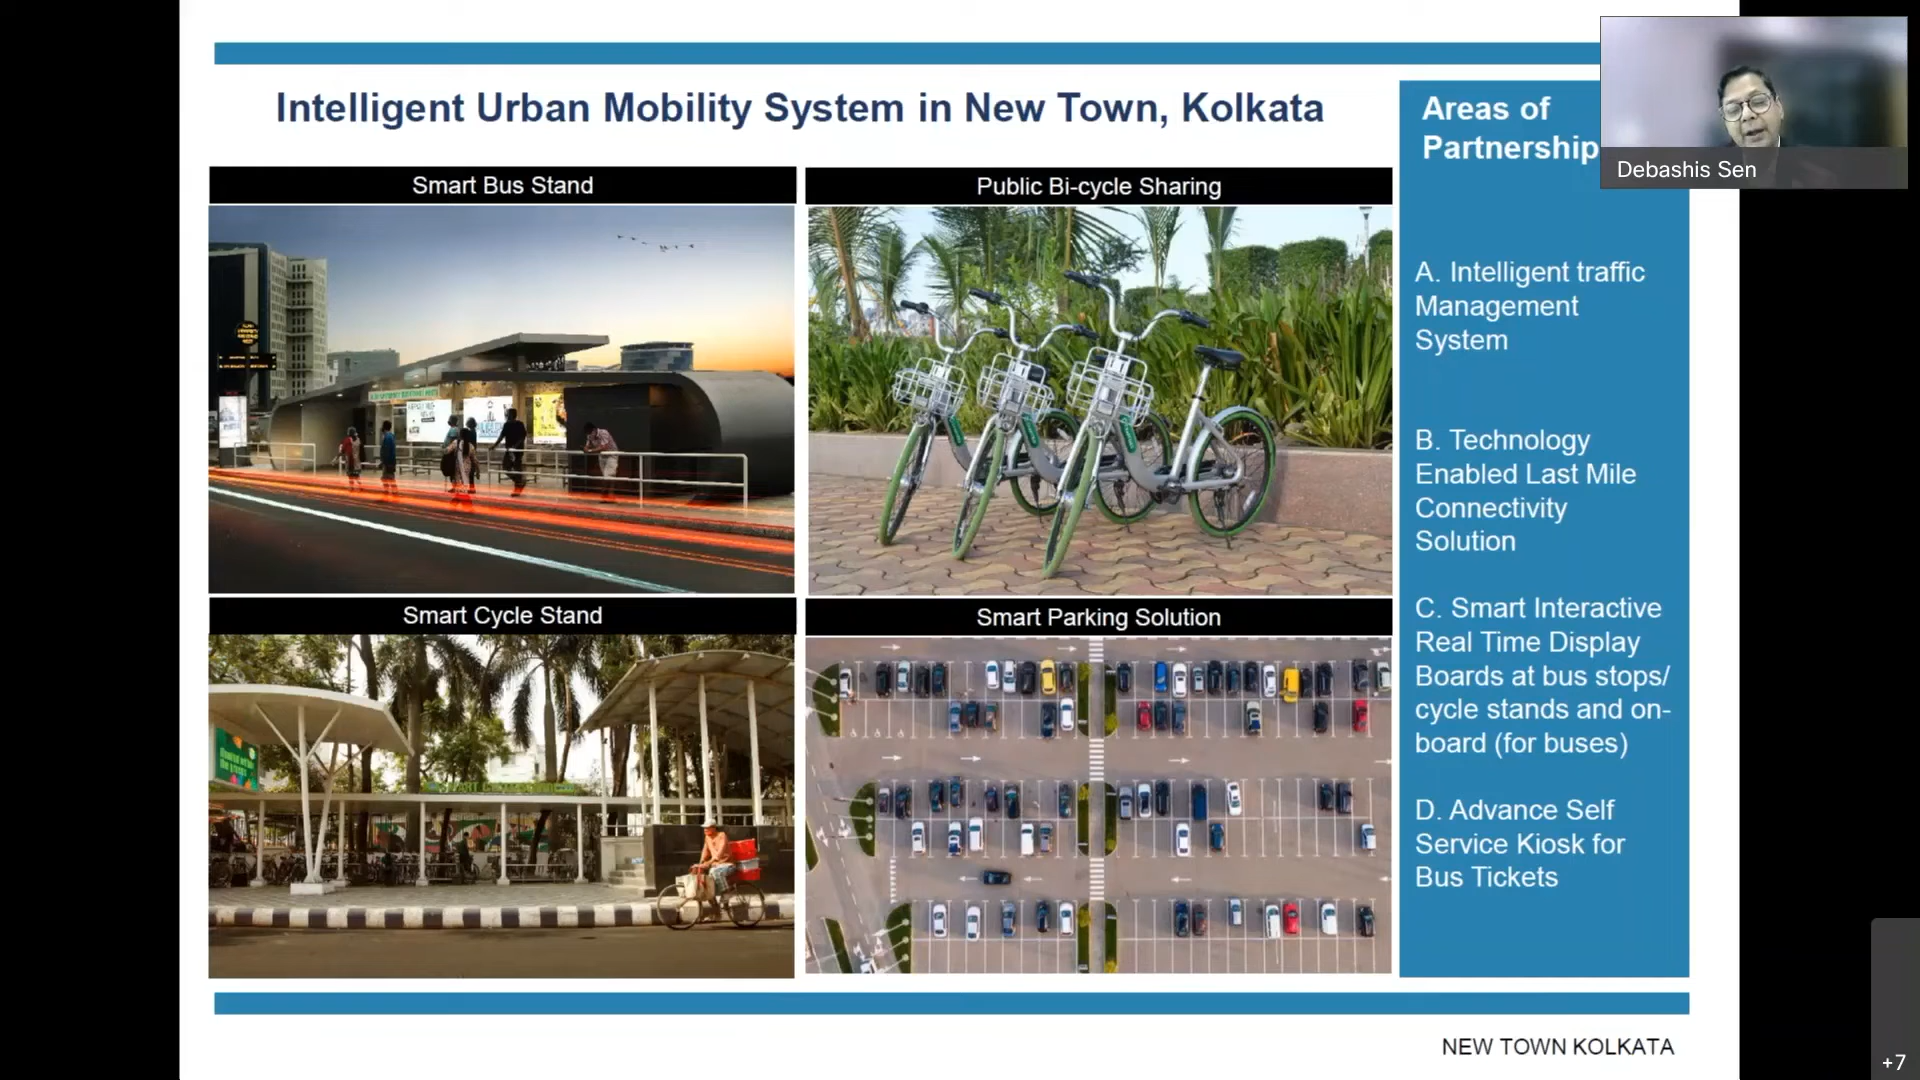 Intelligent Urban Mobility System in New Town, Kolkata
Smart Bus Stand
Public Bi-cycle Sharing
Smart Cycle Stand
Smart Parking Solution
Areas of
Partnership
A. Intelligent traffic
Management
System
B. Technology
Enabled Last Mile
Connectivity
Solution
C. Smart Interactive
Real Time Display
Boards at bus stops/
cycle stands and on-
board (for buses)
D. Advance Self
Service Kiosk for
Bus Tickets
Debashis Sen
NEW TOWN KOLKATA
+7